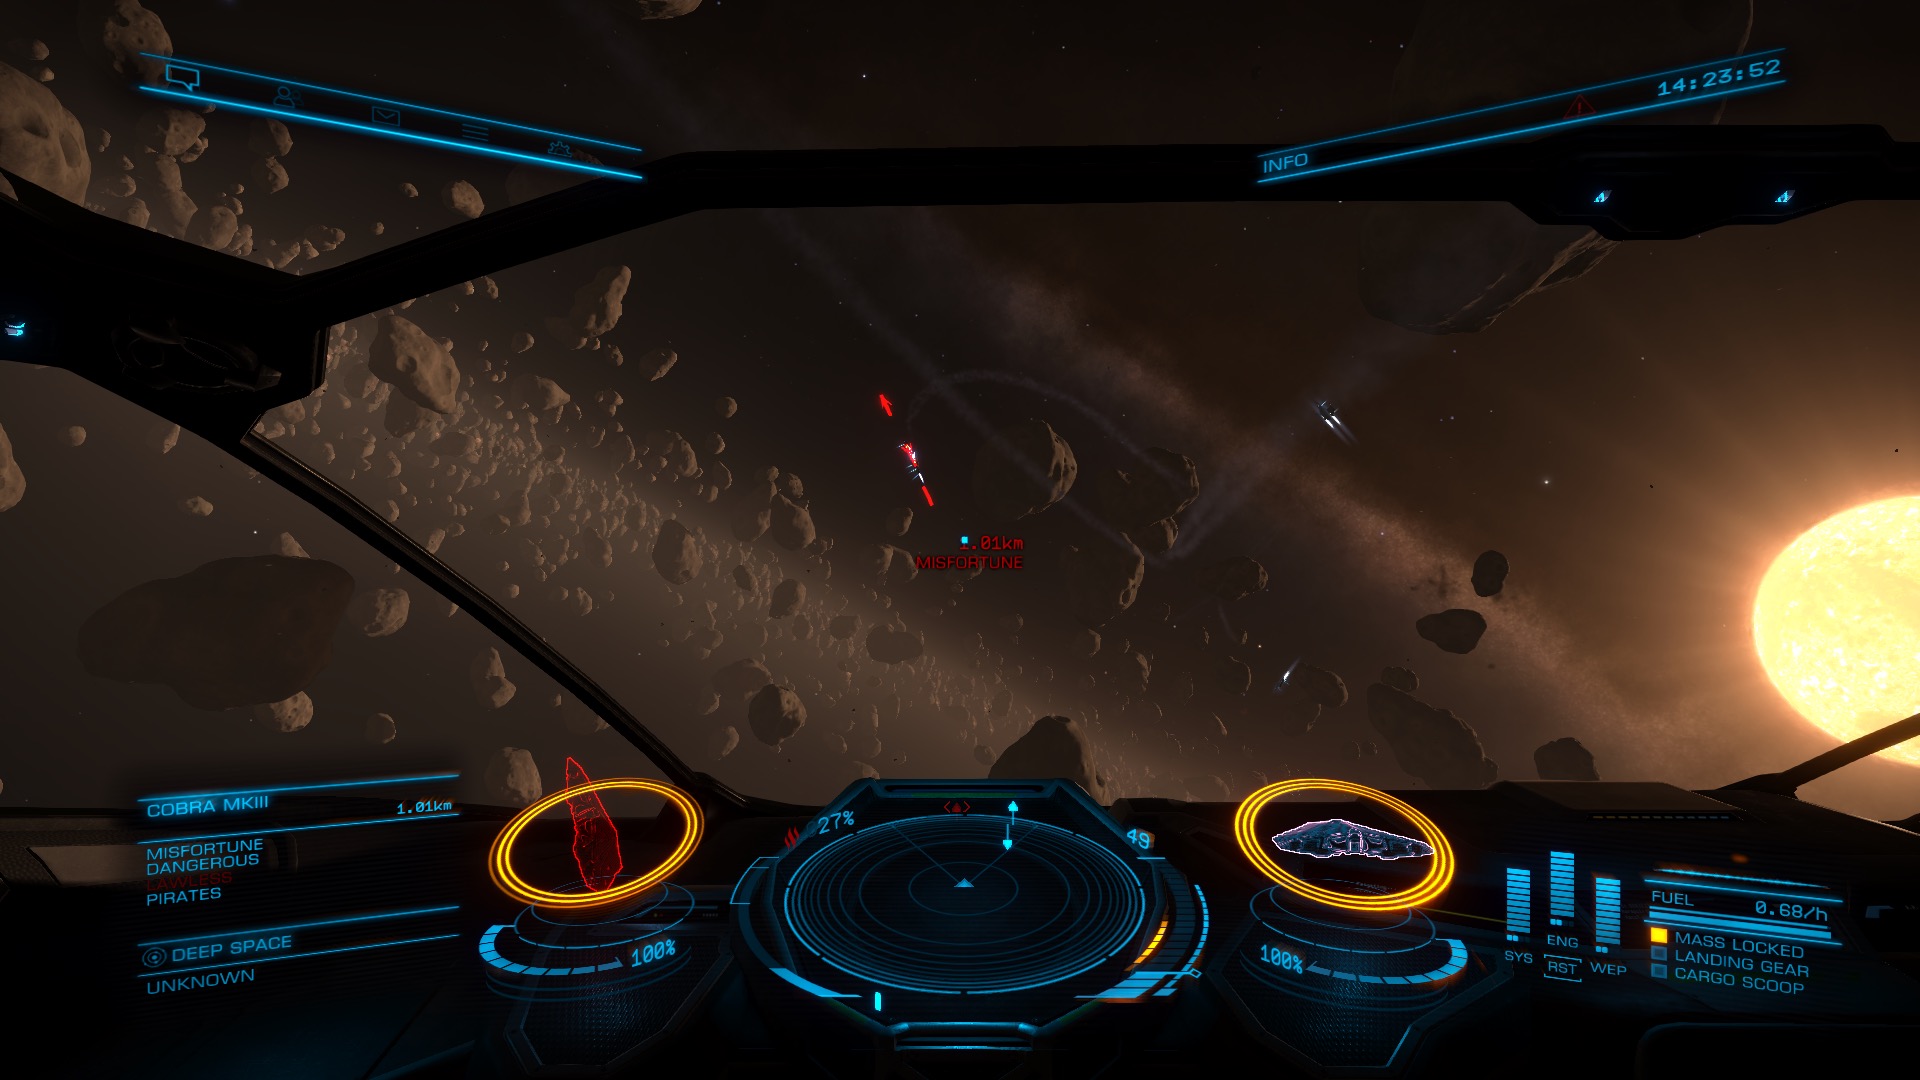 14:23:52
INFO
1.01km
MISFORTUNE
COBRA MKIII
1.01km
MISFORTUNE
DANGEROUS
LAWLESS
PIRATES
DEEP SPACE
UNKNOWN
100%
27%
49
100%
SYS
ENG
RST
WEP
FUEL
0.68/h
MASS LOCKED
LANDING GEAR
CARGO SCOOP